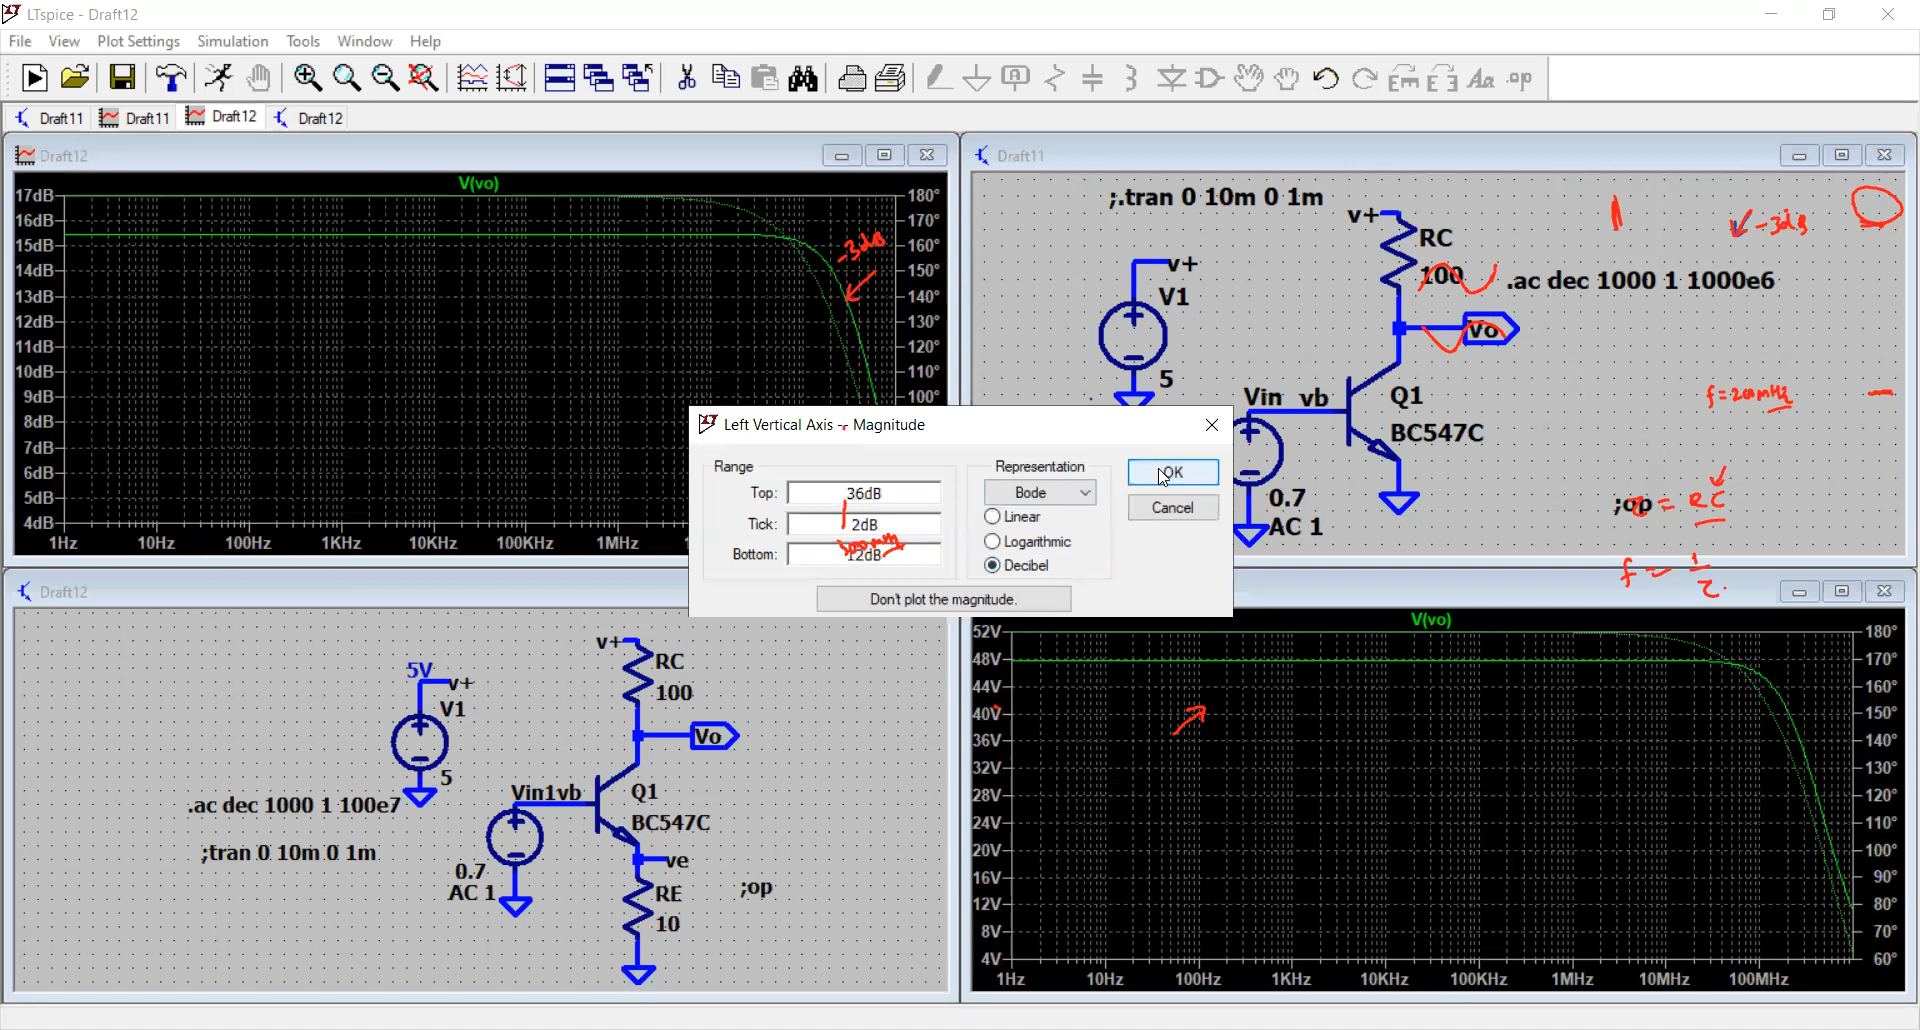 LTspice - Draft12
File View Plot Settings Simulation Tools Window Help
Aa .op
Draft11 Draft11 Draft12 Draft12
Draft12
V(vo)
17dB
16dB
15dB
14dB
13dB
12dB
11dB
10dB
9dB
8dB
7dB
6dB
5dB
4dB
180°
170°
160°
150°
140°
130°
120°
110°
100°
1Hz 10Hz 100Hz 1KHz 10KHz 100KHz 1MHz
-3dB
Draft11
;.tran 0 10m 0 1m
v+
RC
100
.ac dec 1000 1 1000e6
v+
V1
5
Vo
Vin vb
Q1
BC547C
0.7
AC 1
;op
-3dB
f=200MHz
= RC
f = 1
Left Vertical Axis - Magnitude
Range
Top: 36dB
Tick: 2dB
Bottom: 12dB
Representation
Bode
Linear
Logarithmic
Decibel
OK
Cancel
Don't plot the magnitude.
Draft12
v+
RC
100
5V
v+
V1
5
Vo
.ac dec 1000 1 100e7
;tran 0 10m 0 1m
Vin1vb
Q1
BC547C
0.7
AC 1
ve
RE
10
;op
V(vo)
52V
48V
44V
40V
36V
32V
28V
24V
20V
16V
12V
8V
4V
180°
170°
160°
150°
140°
130°
120°
110°
100°
90°
80°
70°
60°
1Hz 10Hz 100Hz 1KHz 10KHz 100KHz 1MHz 10MHz 100MHz